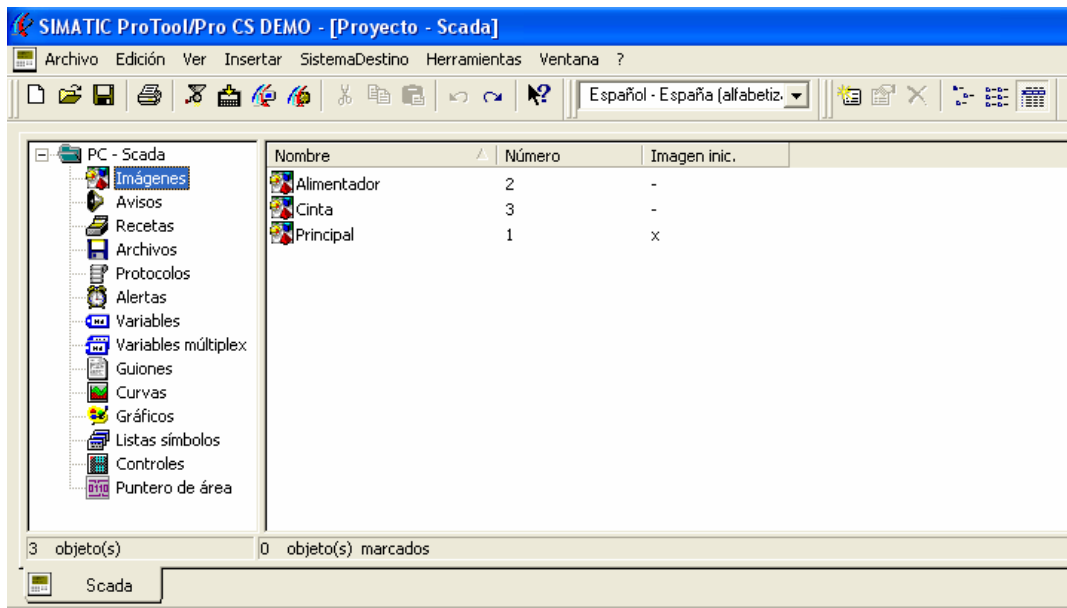 SIMATIC ProTool/Pro CS DEMO - [Proyecto - Scada]
Archivo Edición Ver Insertar SistemaDestino Herramientas Ventana ?
Español - España (alfabetiz.
PC - Scada
Imágenes
Avisos
Recetas
Archivos
Protocolos
Alertas
Variables
Variables múltiplex
Guiones
Curvas
Gráficos
Listas símbolos
Controles
Puntero de área
Nombre Número Imagen inic.
Alimentador 2 -
Cinta 3 -
Principal 1 x
3 objeto(s) 0 objeto(s) marcados
Scada